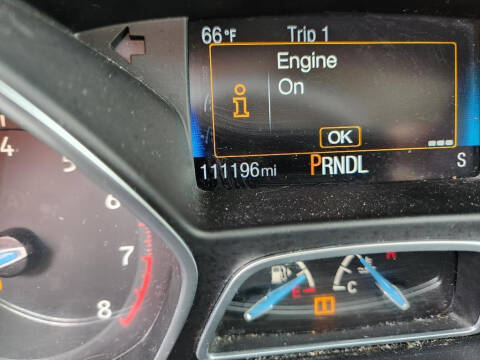 66°F Trip 1
Engine
On
i
OK
111196mi PRNDL S
4
5
6
7
8
E
C
H